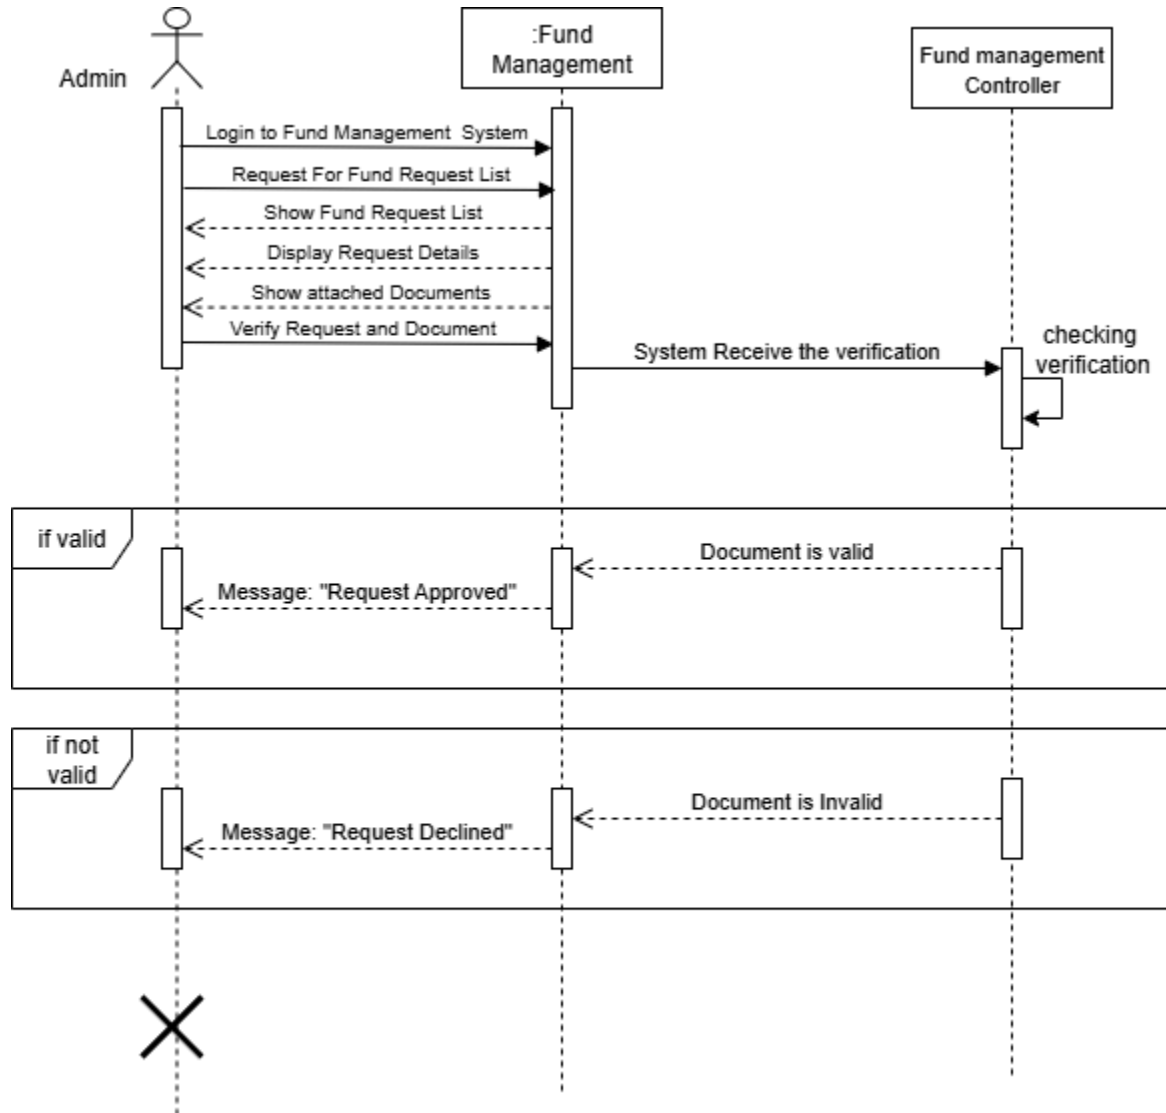 Admin
:Fund
Management
Fund management
Controller
Login to Fund Management System
Request For Fund Request List
Show Fund Request List
Display Request Details
Show attached Documents
Verify Request and Document
System Receive the verification
checking
verification
if valid
Document is valid
Message: "Request Approved"
if not
valid
Document is Invalid
Message: "Request Declined"